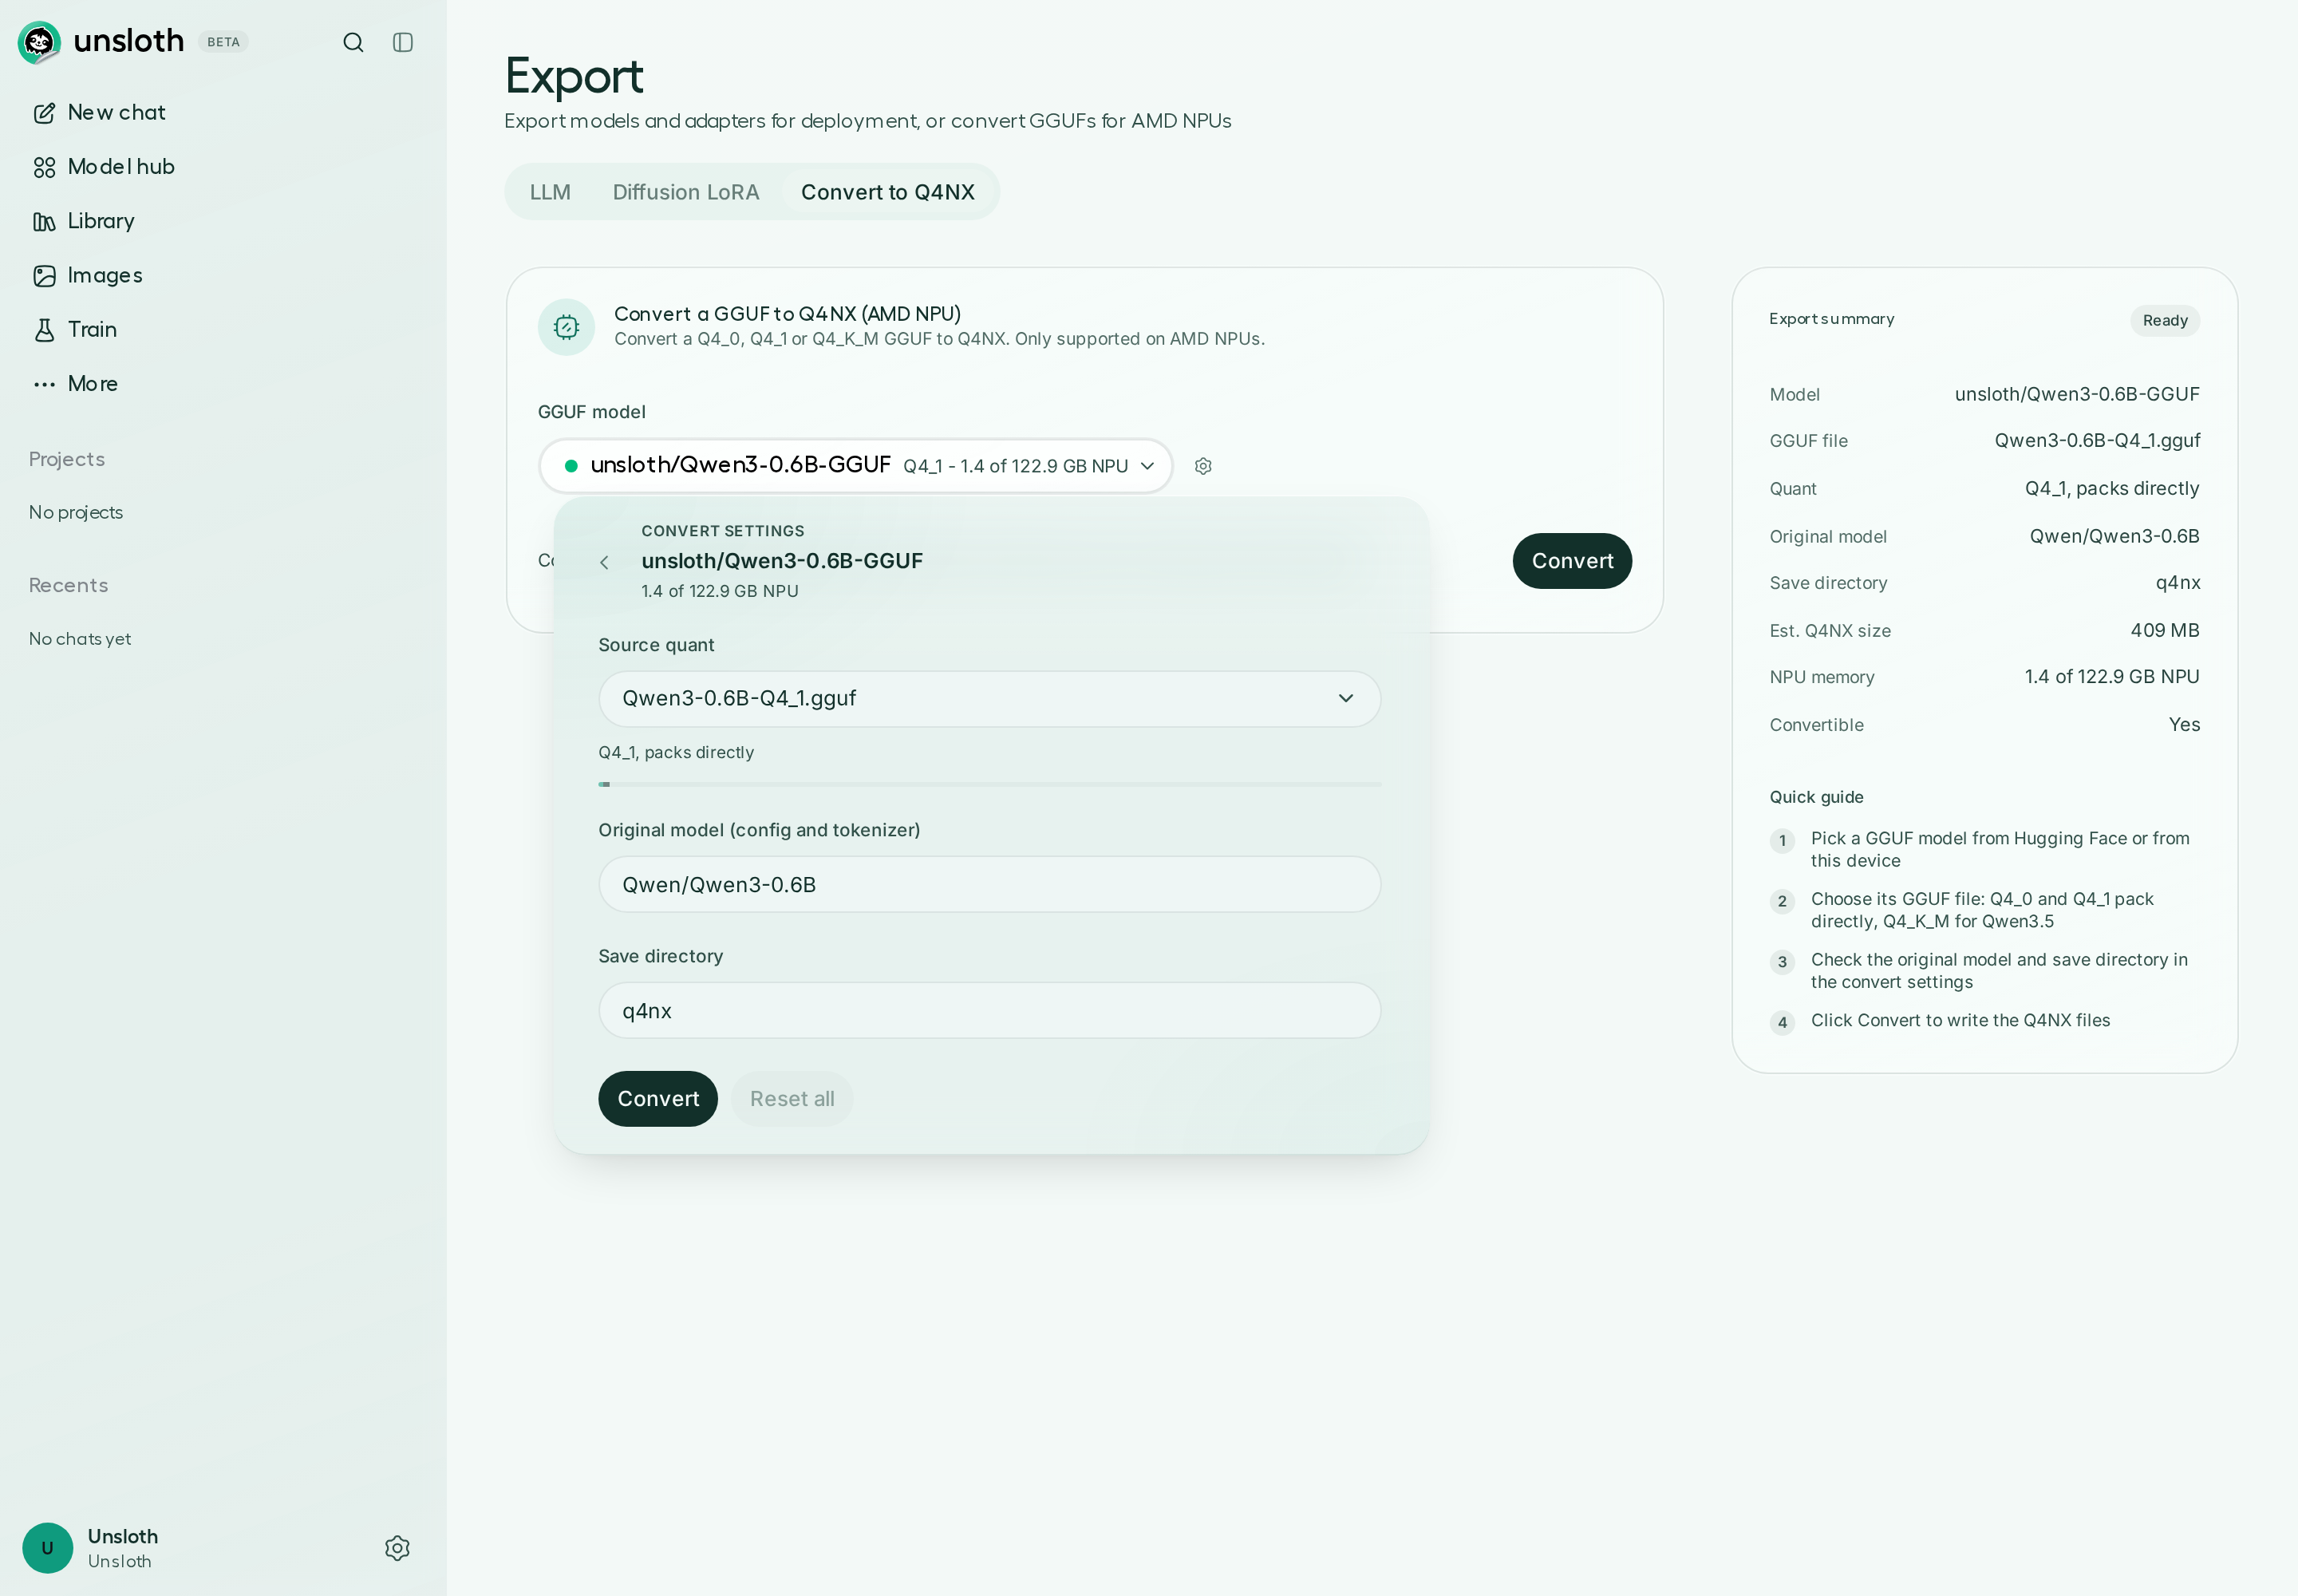 unsloth BETA
New chat
Model hub
Library
Images
Train
More
Projects
No projects
Recents
No chats yet
U
Unsloth
Unsloth
Export
Export models and adapters for deployment, or convert GGUFs for AMD NPUs
LLM Diffusion LoRA Convert to Q4NX
Convert a GGUF to Q4NX (AMD NPU)
Convert a Q4_0, Q4_1 or Q4_K_M GGUF to Q4NX. Only supported on AMD NPUs.
GGUF model
unsloth/Qwen3-0.6B-GGUF Q4_1 - 1.4 of 122.9 GB NPU
Convert
CONVERT SETTINGS
unsloth/Qwen3-0.6B-GGUF
1.4 of 122.9 GB NPU
Source quant
Qwen3-0.6B-Q4_1.gguf
Q4_1, packs directly
Original model (config and tokenizer)
Qwen/Qwen3-0.6B
Save directory
q4nx
Convert Reset all
Export summary Ready
Model unsloth/Qwen3-0.6B-GGUF
GGUF file Qwen3-0.6B-Q4_1.gguf
Quant Q4_1, packs directly
Original model Qwen/Qwen3-0.6B
Save directory q4nx
Est. Q4NX size 409 MB
NPU memory 1.4 of 122.9 GB NPU
Convertible Yes
Quick guide
1 Pick a GGUF model from Hugging Face or from
this device
2 Choose its GGUF file: Q4_0 and Q4_1 pack
directly, Q4_K_M for Qwen3.5
3 Check the original model and save directory in
the convert settings
4 Click Convert to write the Q4NX files